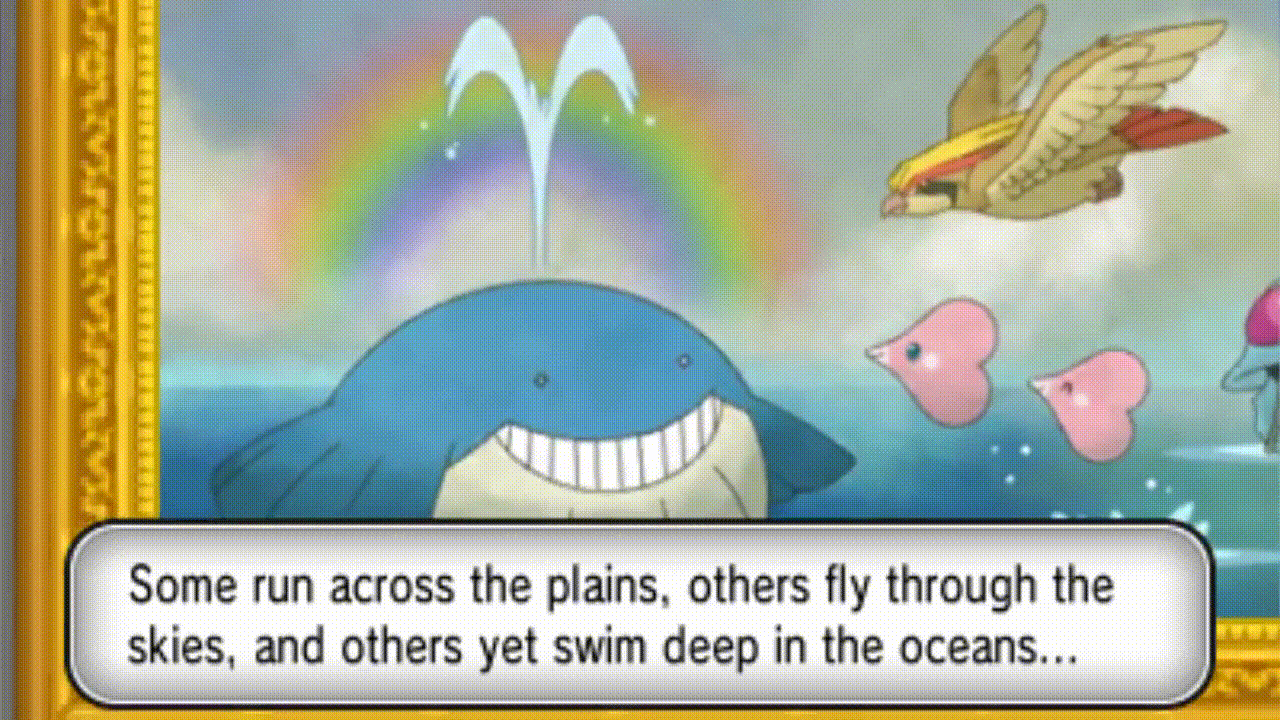 Some run across the plains, others fly through the
skies, and others yet swim deep in the oceans...